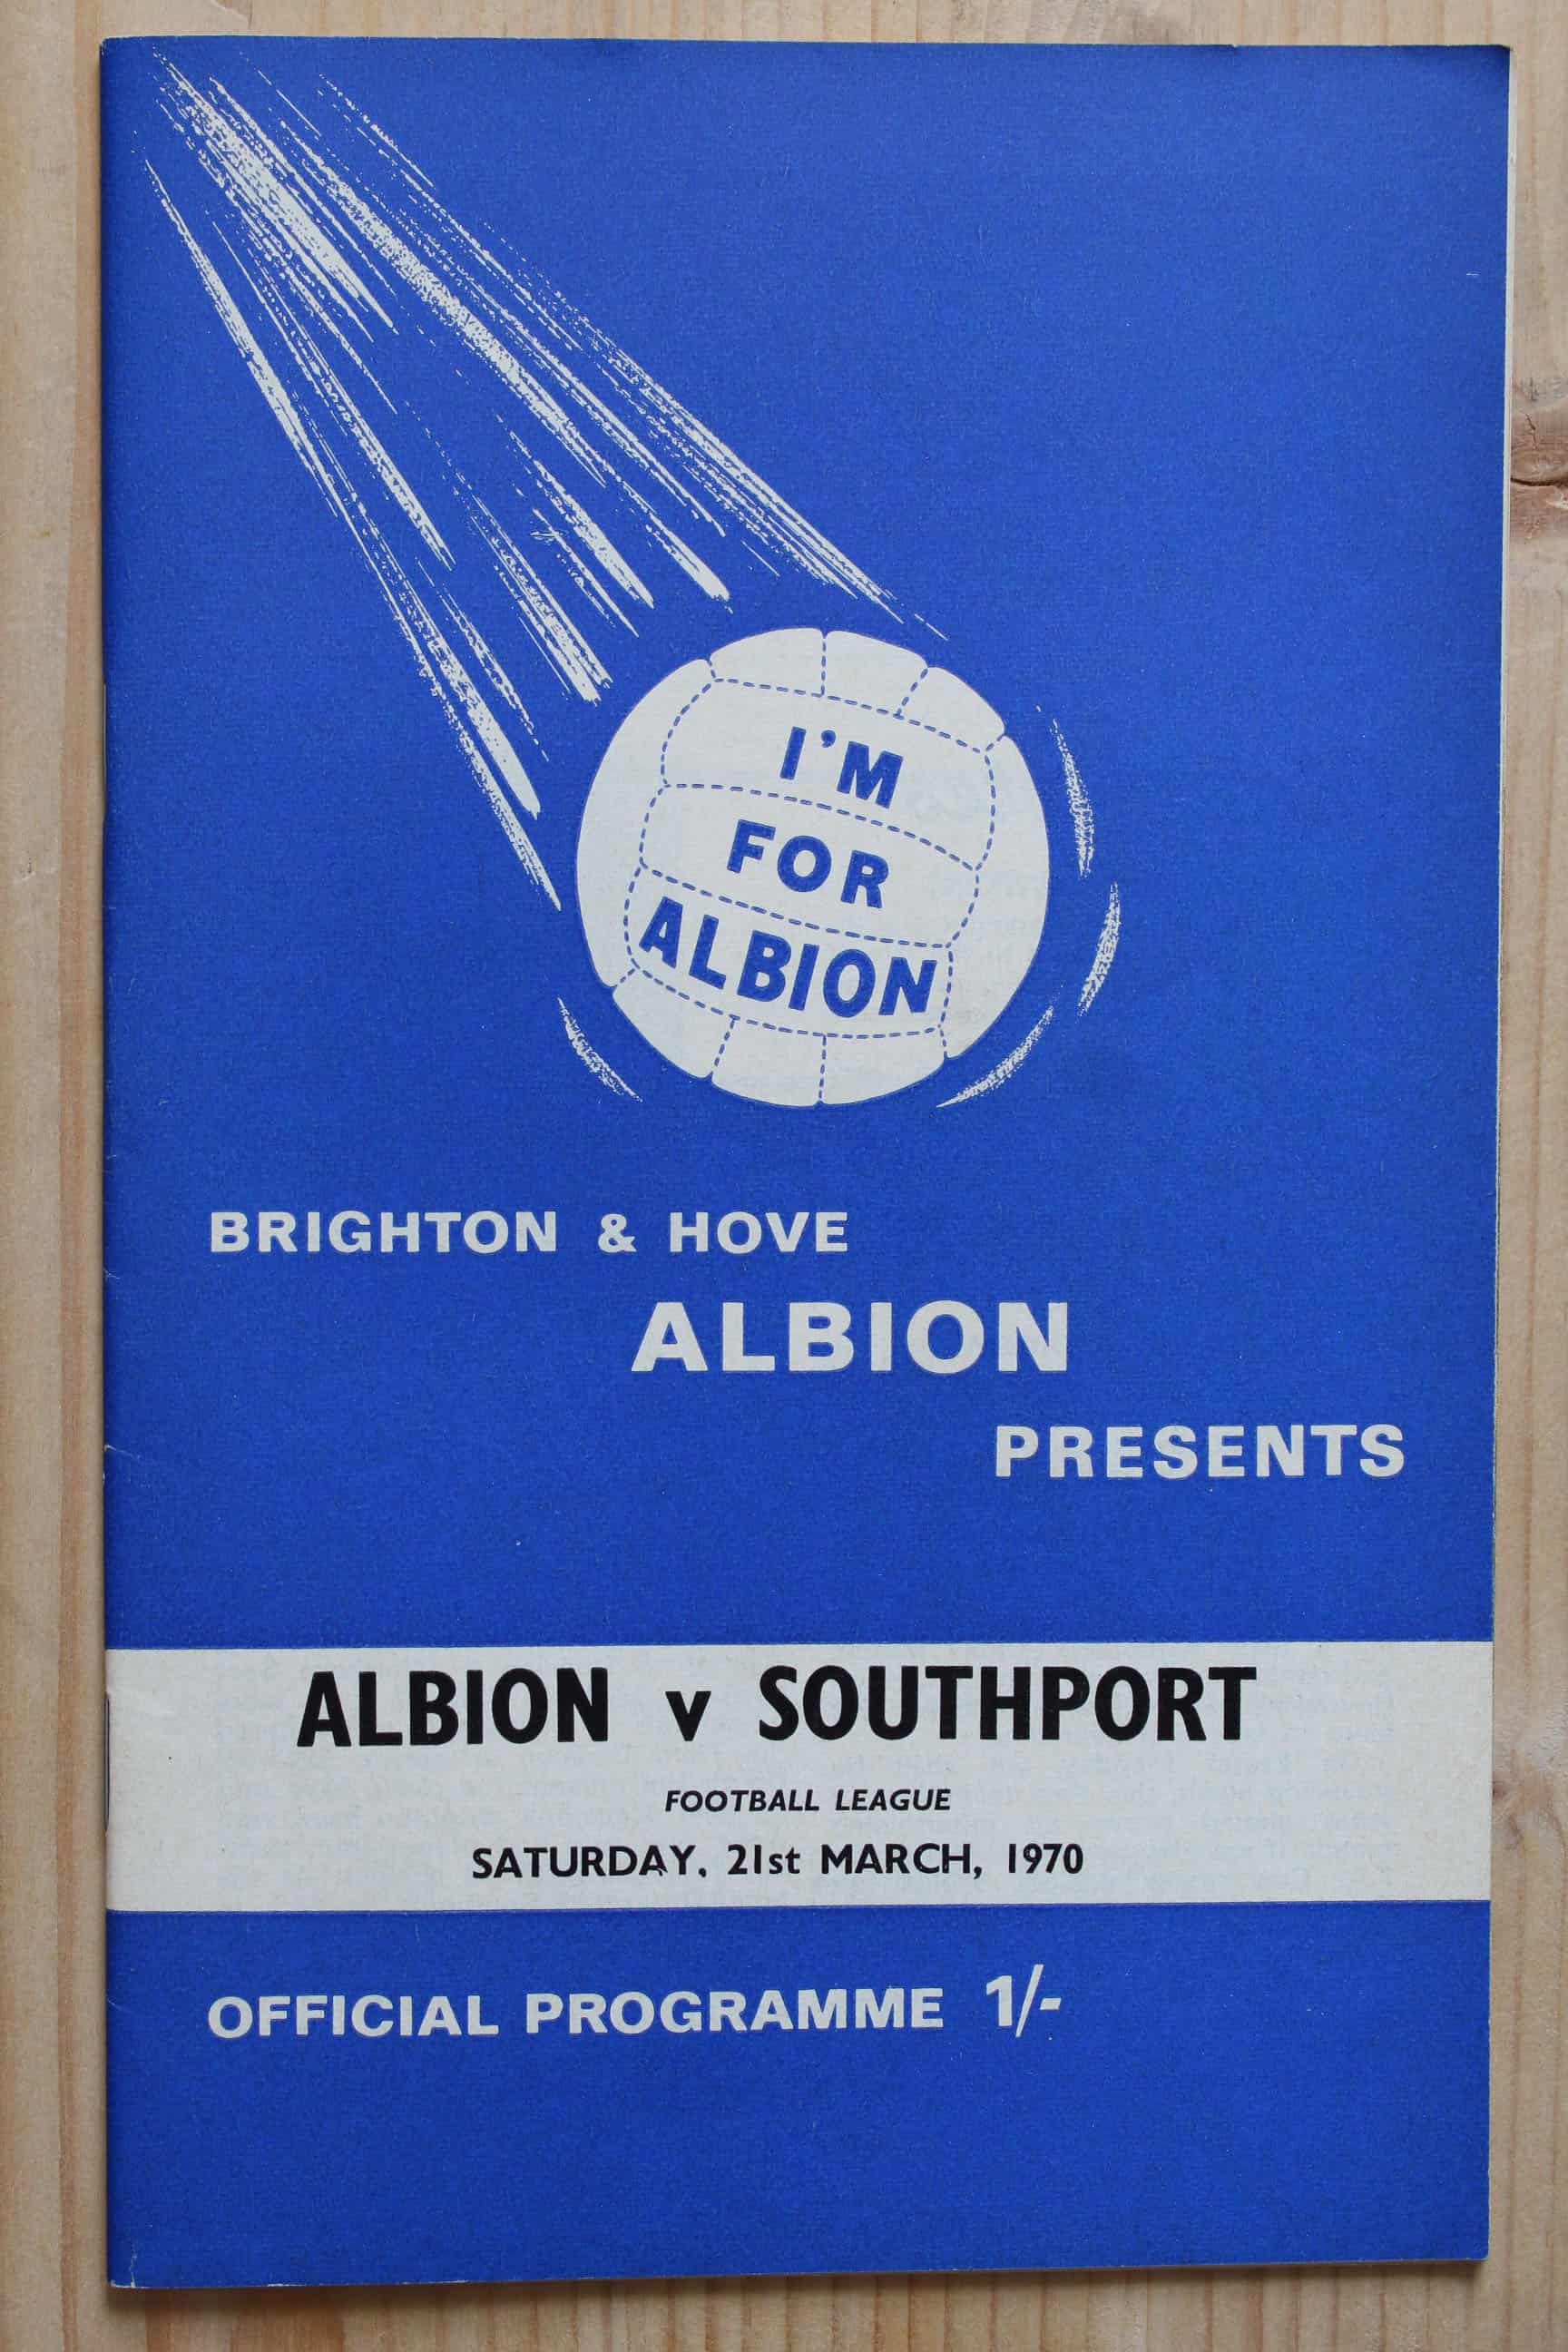 I'M
FOR
ALBION
BRIGHTON & HOVE
ALBION
PRESENTS
ALBION v SOUTHPORT
FOOTBALL LEAGUE
SATURDAY, 21st MARCH, 1970
OFFICIAL PROGRAMME 1/-